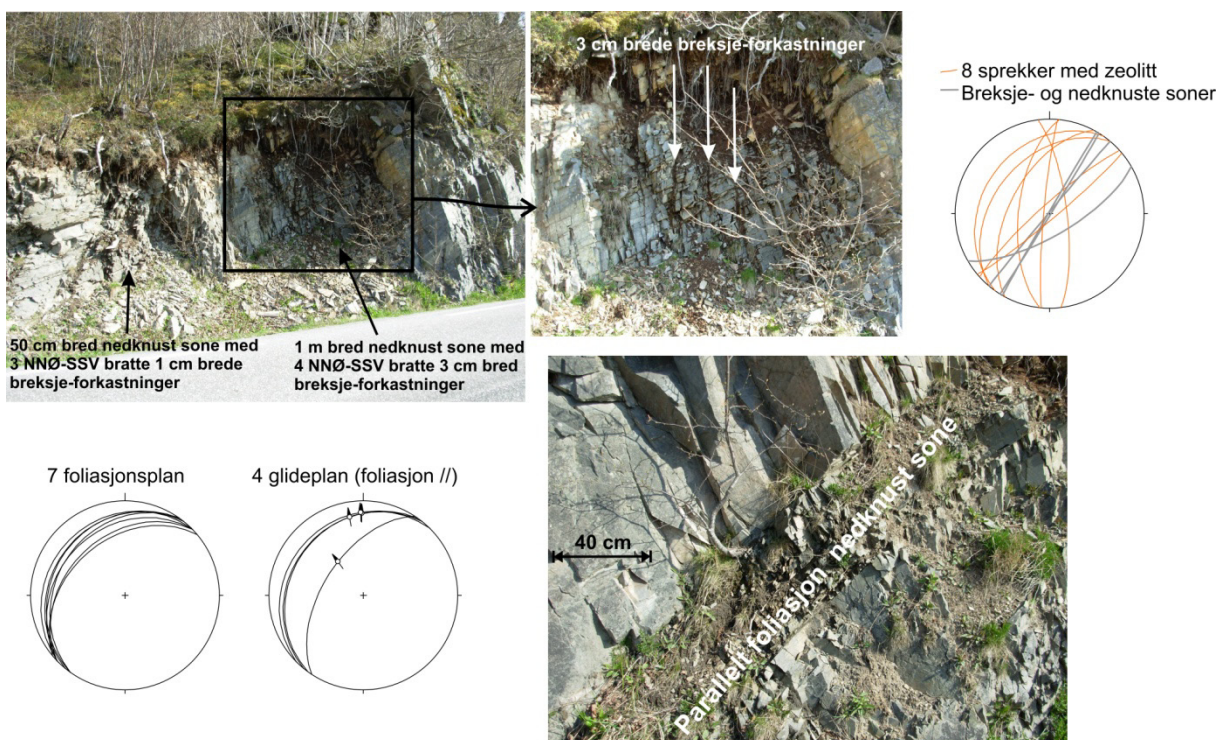 3 cm brede breksje-forkastninger
8 sprekker med zeolitt
Breksje- og nedknuste soner
50 cm bred nedknust sone med
3 NNØ-SSV bratte 1 cm brede
breksje-forkastninger
1 m bred nedknust sone med
4 NNØ-SSV bratte 3 cm bred
breksje-forkastninger
7 foliasjonsplan
4 glideplan (foliasjon //)
40 cm
Parallelt foliasjon nedknust sone